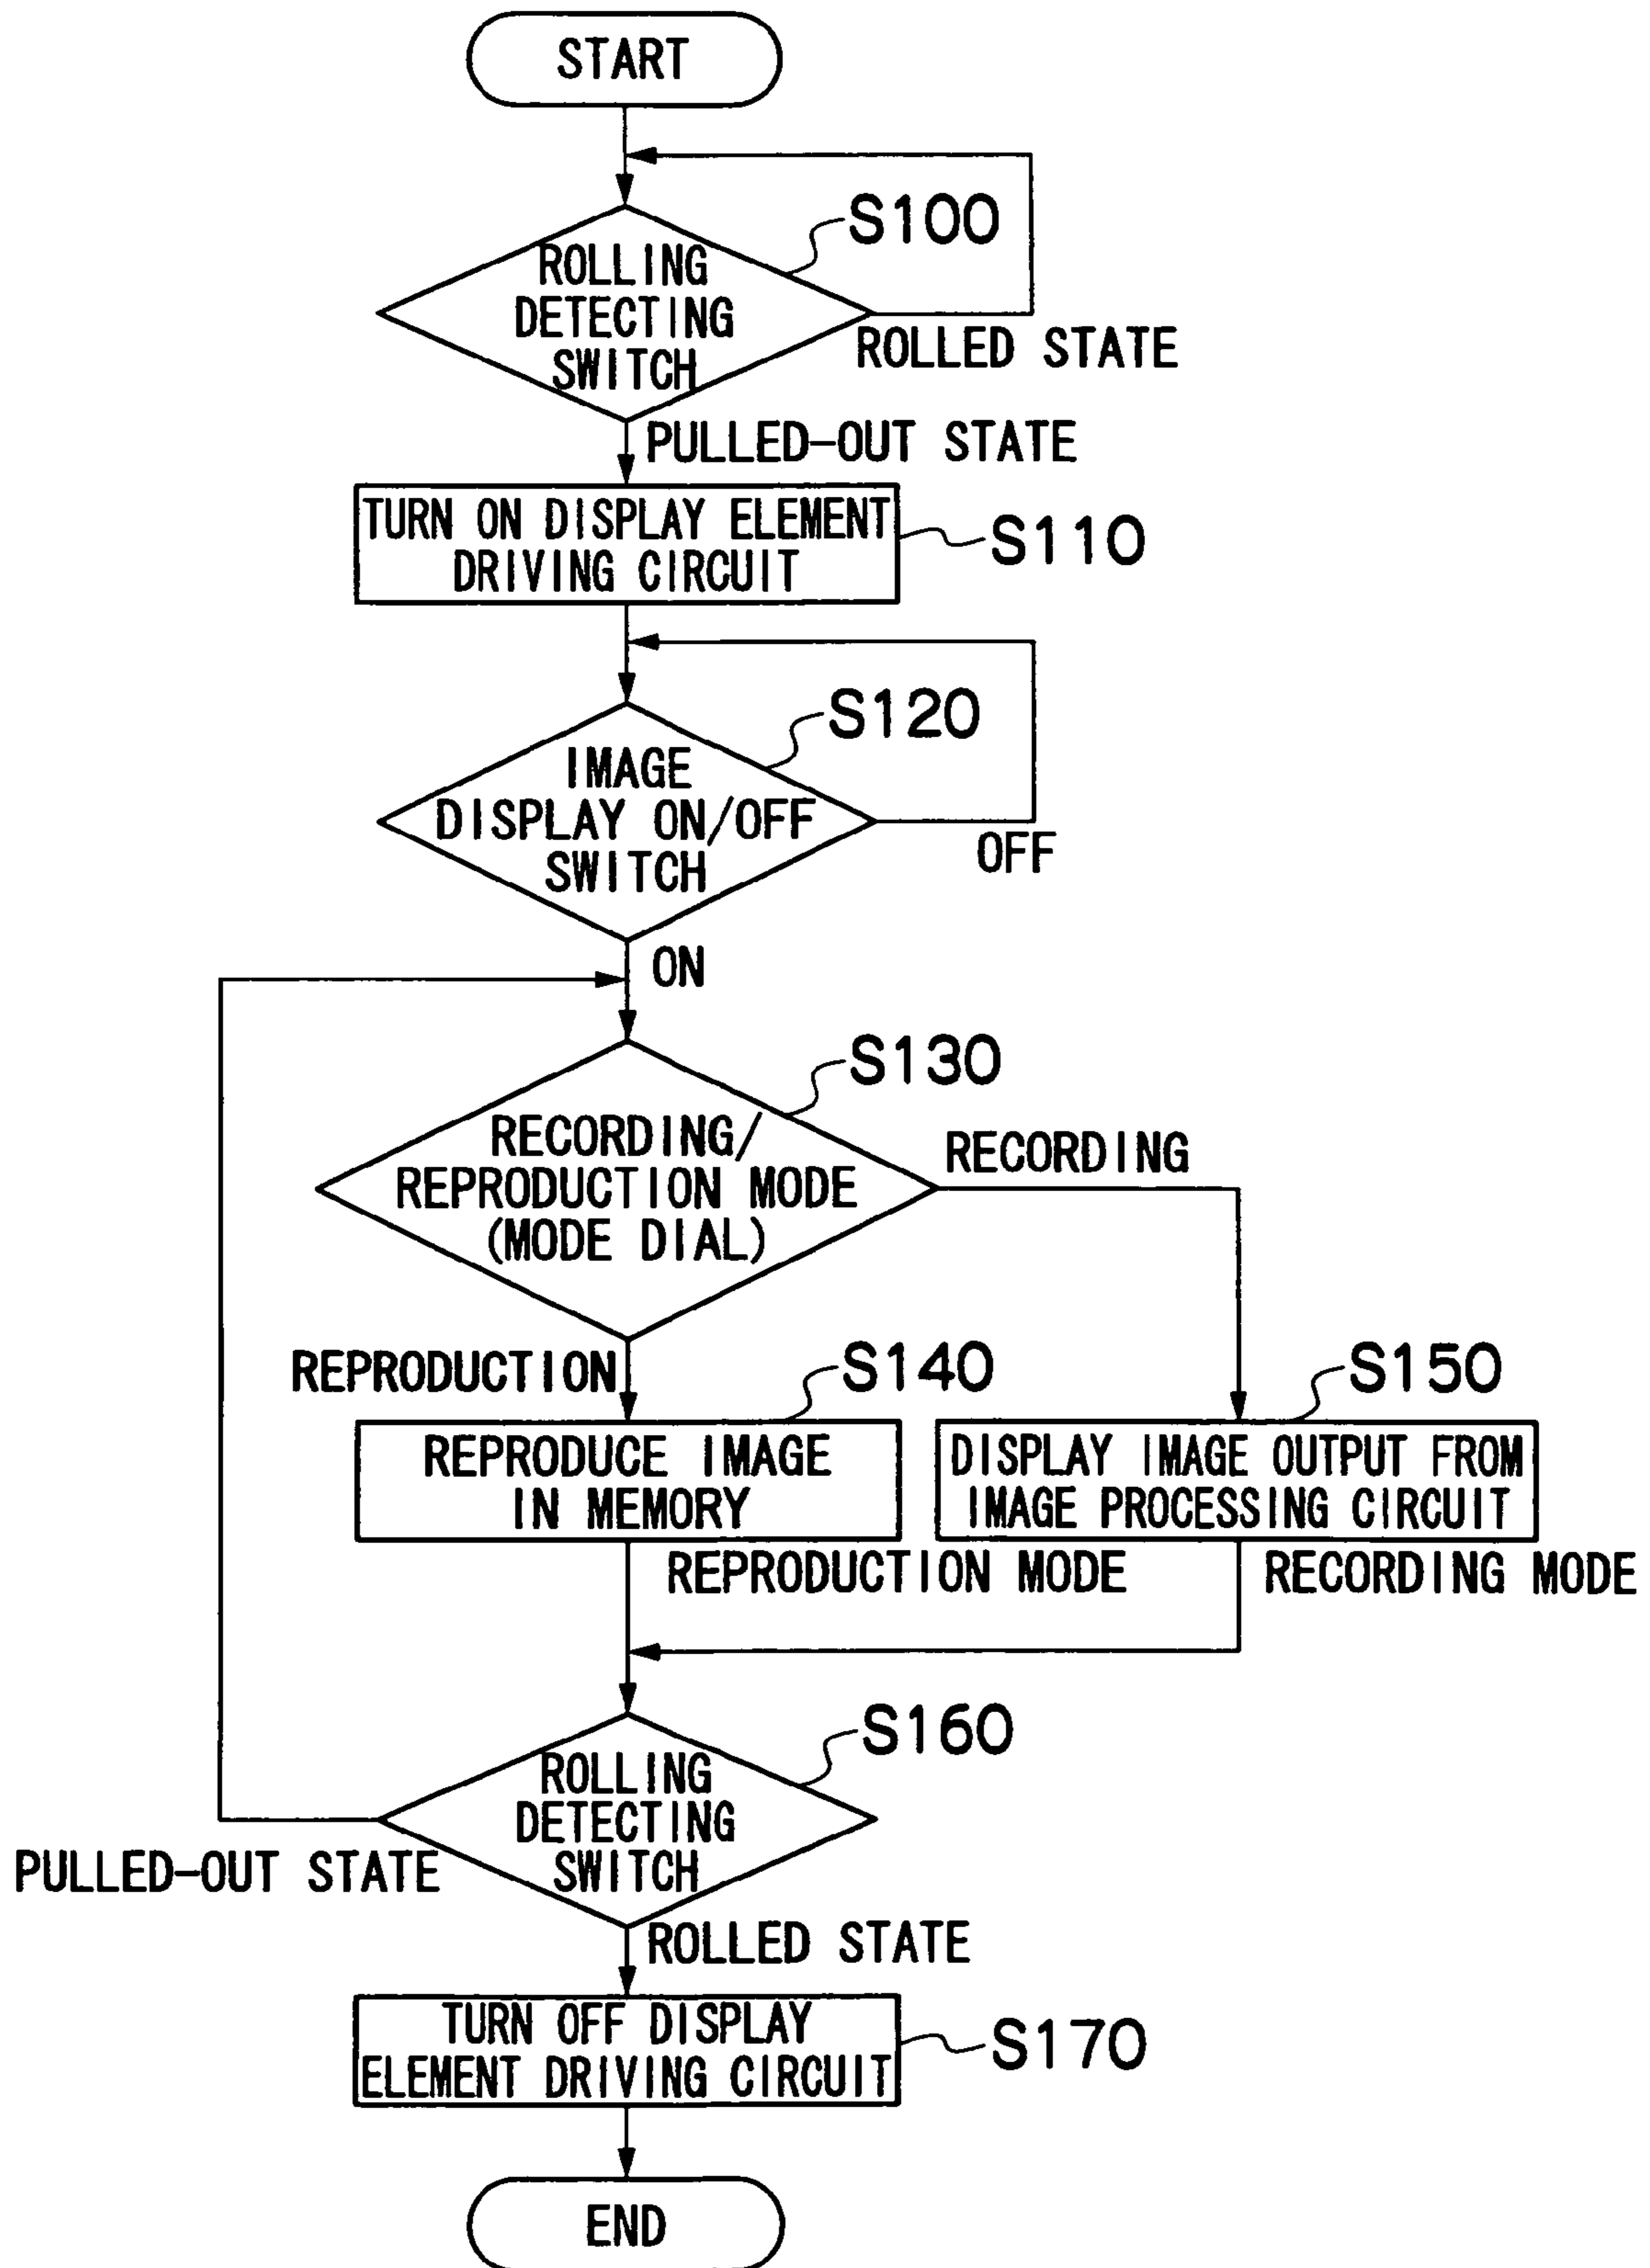 START
S100
ROLLING
DETECTING
SWITCH
ROLLED STATE
PULLED-OUT STATE
TURN ON DISPLAY ELEMENT
DRIVING CIRCUIT
S110
S120
IMAGE
DISPLAY ON/OFF
SWITCH
OFF
ON
S130
RECORDING/
REPRODUCTION MODE
(MODE DIAL)
RECORDING
REPRODUCTION
S140
S150
REPRODUCE IMAGE
IN MEMORY
DISPLAY IMAGE OUTPUT FROM
IMAGE PROCESSING CIRCUIT
REPRODUCTION MODE
RECORDING MODE
S160
ROLLING
DETECTING
SWITCH
PULLED-OUT STATE
ROLLED STATE
TURN OFF DISPLAY
ELEMENT DRIVING CIRCUIT
S170
END